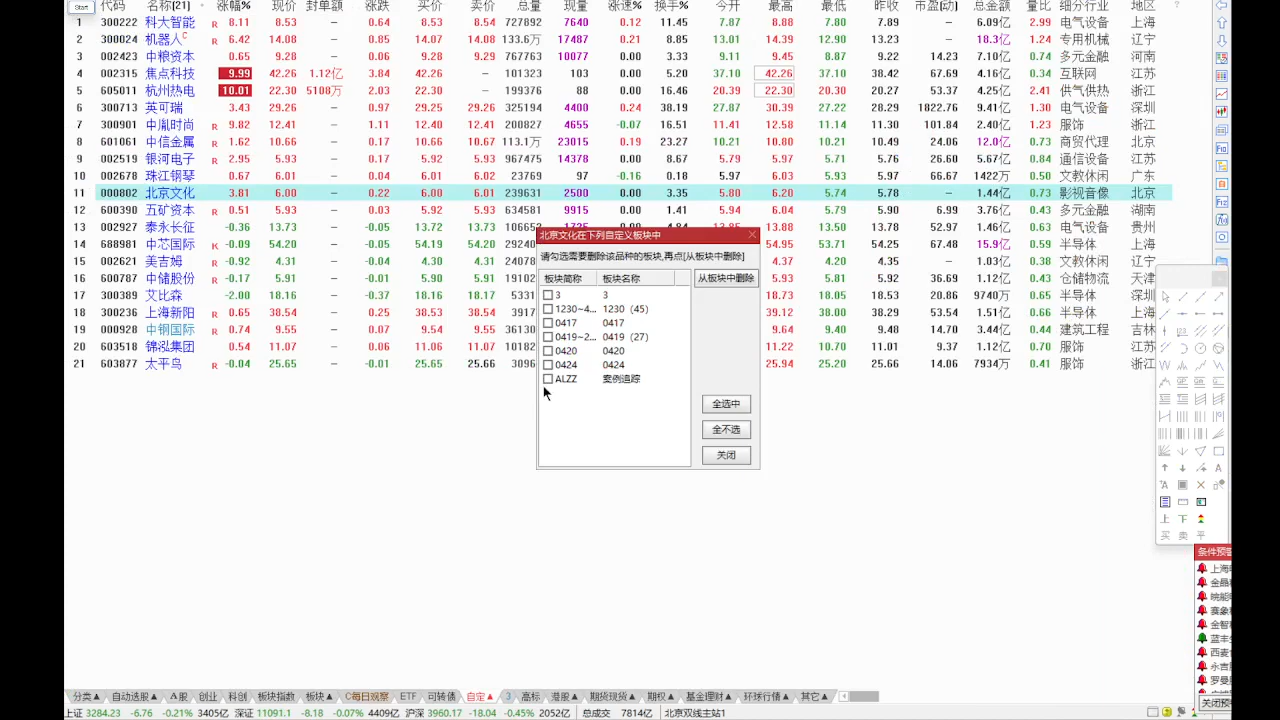 Start 代码 名称[21] 涨幅% 现价 封单额 涨跌 买价 卖价 总量 现量 涨速% 换手% 今开 最高 最低 昨收 市盈(动) 总金额 量比 细分行业 地区
1 300222 科大智能 R 8.11 8.53 — 0.64 8.53 8.54 727892 7640 0.12 11.45 7.87 8.88 7.80 7.89 — 6.09亿 2.99 电气设备 上海
2 300024 机器人C R 6.42 14.08 — 0.85 14.07 14.08 133.6万 17487 0.21 8.85 13.01 14.39 12.90 13.23 — 18.3亿 1.24 专用机械 辽宁
3 002423 中粮资本 0.65 9.28 — 0.06 9.28 9.29 767563 10077 0.00 3.33 9.11 9.45 8.87 9.22 14.23 7.10亿 0.74 多元金融 河南
4 002315 焦点科技 9.99 42.26 1.12亿 3.84 42.26 — 101323 103 0.00 5.20 37.10 42.26 37.10 38.42 67.69 4.16亿 0.34 互联网 江苏
5 605011 杭州热电 10.01 22.30 5108万 2.03 22.30 — 199376 88 0.00 16.46 20.39 22.30 20.20 20.27 53.37 4.25亿 2.41 供气供热 浙江
6 300713 英可瑞 3.43 29.26 — 0.97 29.25 29.26 325194 4400 0.24 38.19 27.87 30.39 27.22 28.29 1822.76 9.41亿 1.30 电气设备 深圳
7 300901 中胤时尚 R 9.82 12.41 — 1.11 12.40 12.41 4655 -0.07 16.51 11.41 12.58 11.14 11.30 101.84 2.40亿 1.23 服饰 浙江
8 601061 中信金属 R 1.62 10.66 — 0.17 10.66 10.67 113.1万 23015 0.19 23.27 10.21 10.80 10.21 10.49 24.06 12.0亿 0.73 商贸代理 北京
9 002519 银河电子 R 2.95 5.93 — 0.17 5.92 5.93 967475 14378 0.00 8.67 5.79 5.97 5.71 5.76 26.66 5.67亿 0.84 通信设备 江苏
10 002678 珠江钢琴 0.67 5.97 — 0.04 5.96 5.97 97 -0.16 0.18 5.97 6.03 5.93 5.93 66.97 1422万 0.50 文教休闲 广东
11 000802 北京文化 3.81 6.00 — 0.22 6.00 6.01 239631 2500 0.00 3.35 5.80 6.20 5.74 5.78 — 1.44亿 0.73 影视音像 北京
12 600390 五矿资本 R 0.51 5.93 — 0.03 5.92 5.93 634581 9915 0.00 1.41 5.94 6.04 5.79 5.90 6.99 3.76亿 0.43 多元金融 湖南
13 002927 泰永长征 -0.36 13.73 — -0.05 13.72 13.73 13.88 13.50 13.78 52.92 1.46亿 0.63 电气设备 贵州
14 688981 中芯国际 K -0.09 54.20 — -0.05 54.19 54.20 54.95 53.71 54.25 67.48 15.9亿 0.59 半导体 上海
15 002621 美吉姆 R -0.92 4.31 — -0.04 4.30 4.31 4.37 4.20 4.35 — 1.03亿 0.71 文教休闲 辽宁
16 600787 中储股份 R -0.17 5.91 — -0.01 5.90 5.91 5.93 5.81 5.92 36.69 1.12亿 0.43 仓储物流 天津
17 300389 艾比森 R -2.00 18.16 — -0.37 18.16 18.17 18.73 18.05 18.53 20.86 9740万 0.65 半导体 深圳
18 300236 上海新阳 R 0.65 38.54 — 0.25 38.53 38.54 39.12 38.00 38.29 53.54 1.51亿 0.66 半导体 上海
19 000928 中钢国际 R 0.74 9.55 — 0.07 9.54 9.55 9.64 9.40 9.48 14.70 3.44亿 0.44 建筑工程 吉林
20 603236 锦泓集团 0.54 11.07 — 0.06 11.06 11.07 11.22 10.70 11.01 9.37 1.12亿 0.70 服饰 江苏
21 603877 太平鸟 R -0.04 25.65 — -0.01 25.65 25.66 25.94 25.20 25.66 14.06 7934万 0.41 服饰 浙江
北京文化在下列自定义板块中
请勾选需要删除该品种的板块,再点[从板块中删除]
板块简称 板块名称 从板块中删除
3 3
1230~4... 1230（45）
0417 0417
0419~2... 0419（27）
0420 0420
0424 0424
ALZZ 案例追踪
全选中
全不选
关闭
条件预警
关闭预
分类▲ 自动选股▲ A股 创业 科创 板块指数 板块▲ C每日观察 ETF 可转债 自定▲ 高标 港股▲ 期货现货▲ 期权▲ 基金理财▲ 环球行情▲ 其它▲
上证 3284.23 -6.76 -0.21% 3405亿 深证 11091.1 -8.18 -0.07% 4409亿 沪深 3960.17 -18.04 -0.45% 2052亿 总成交 7814亿 北京双线主站1